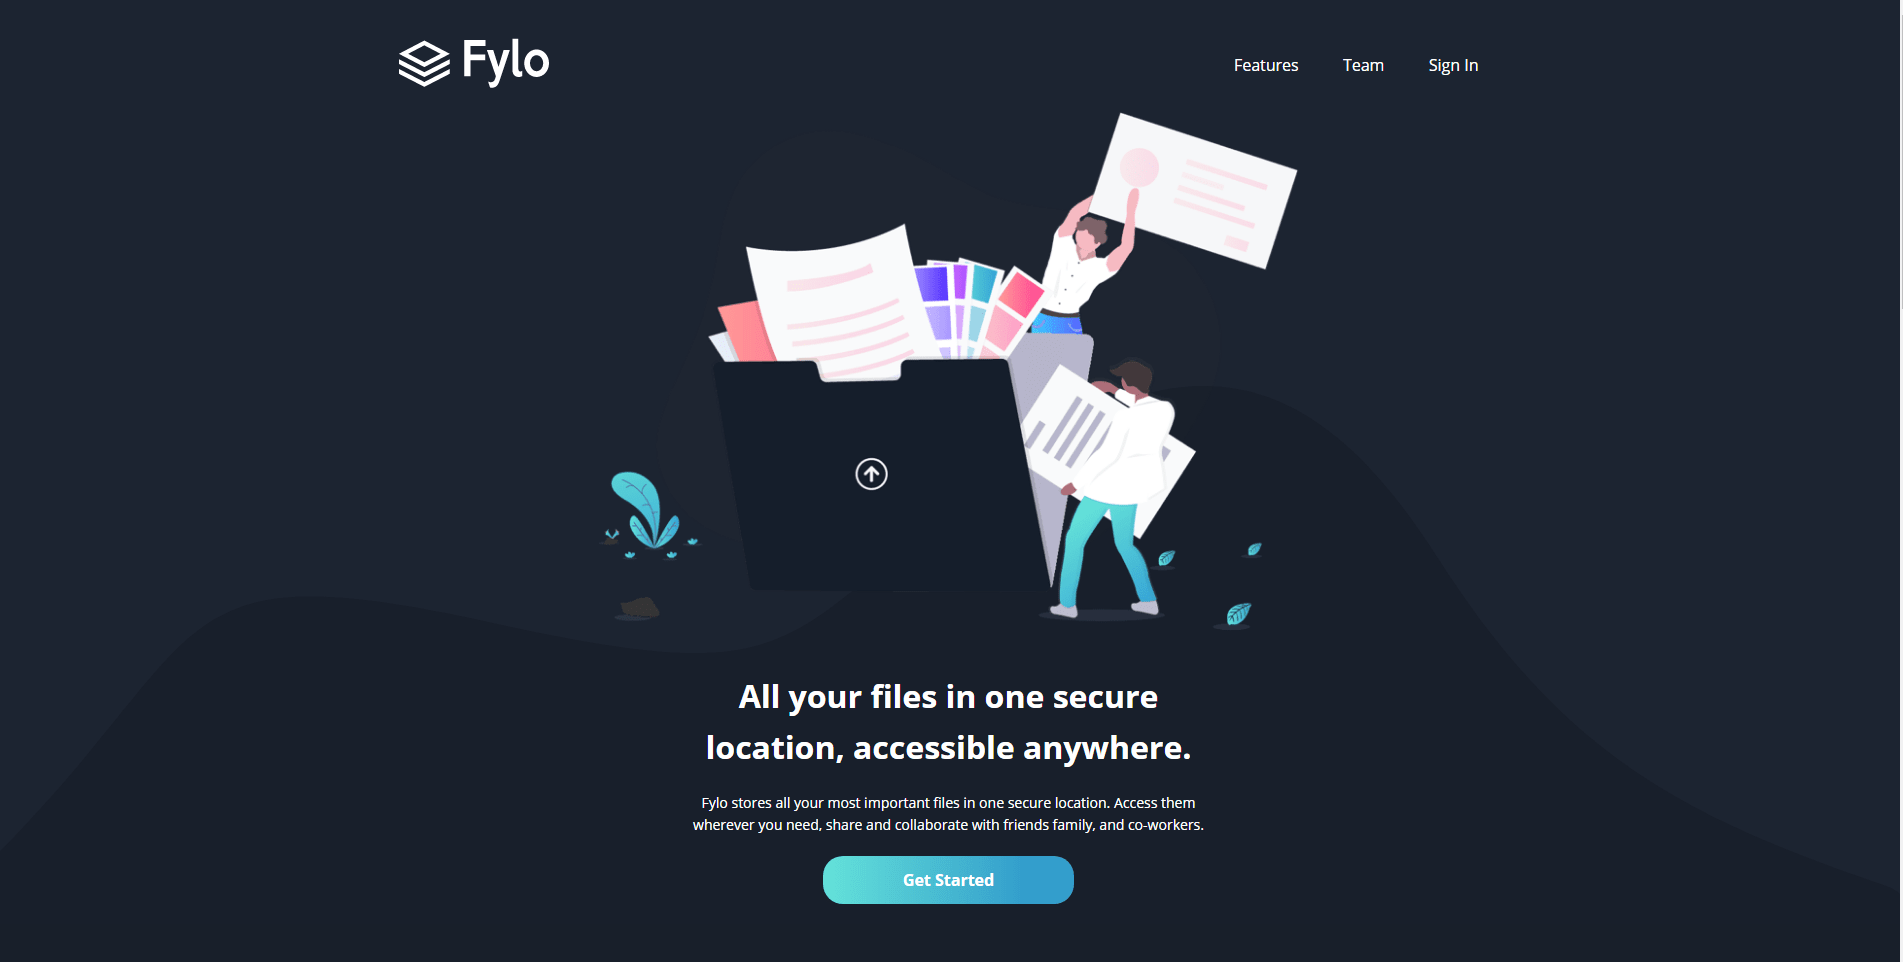 Fylo
Features
Team
Sign In
All your files in one secure
location, accessible anywhere.
Fylo stores all your most important files in one secure location. Access them
wherever you need, share and collaborate with friends family, and co-workers.
Get Started